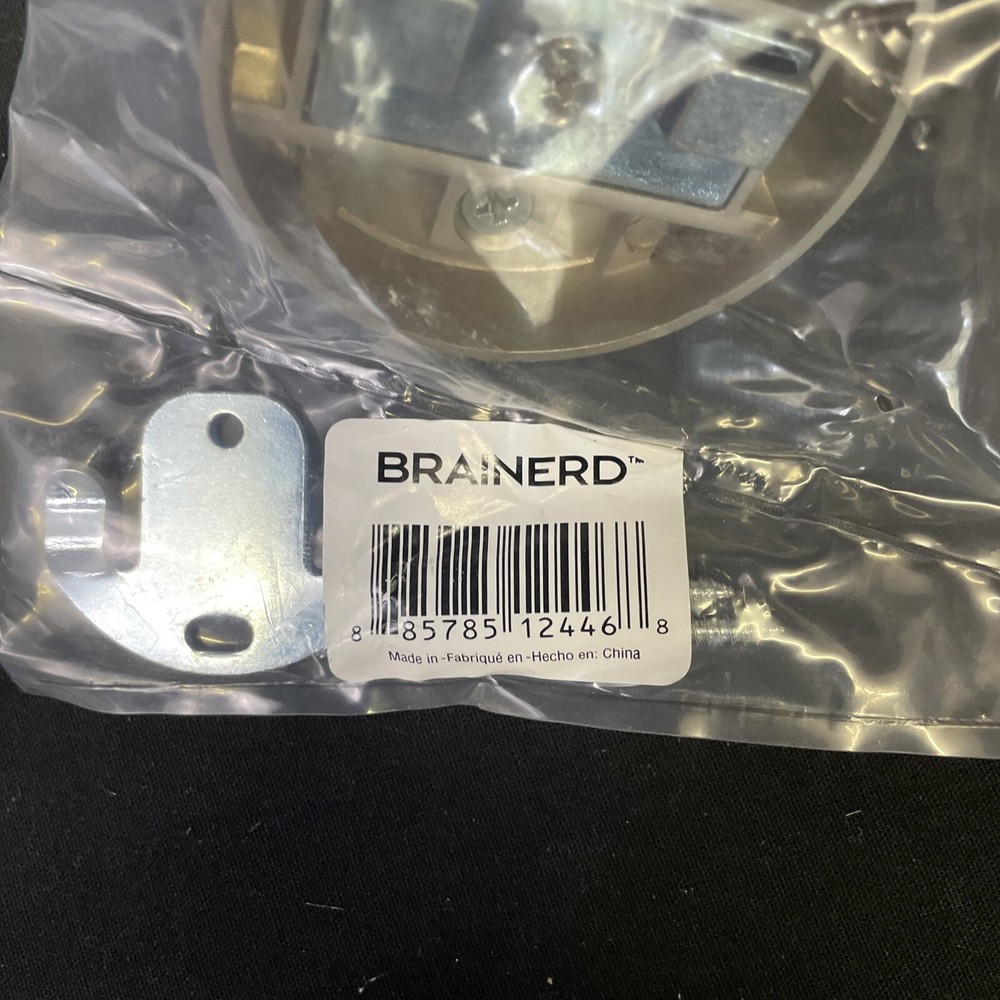 BRAINERD™
8 85785 12446 8
Made in -Fabriqué en -Hecho en: China